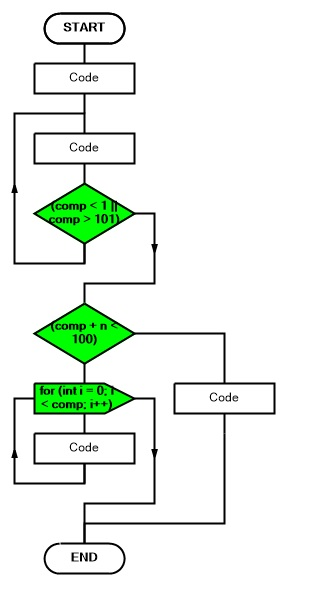 START
Code
Code
(comp < 1 ||
comp > 101)
(comp + n <
100)
for (int i = 0; i
< comp; i++)
Code
Code
END